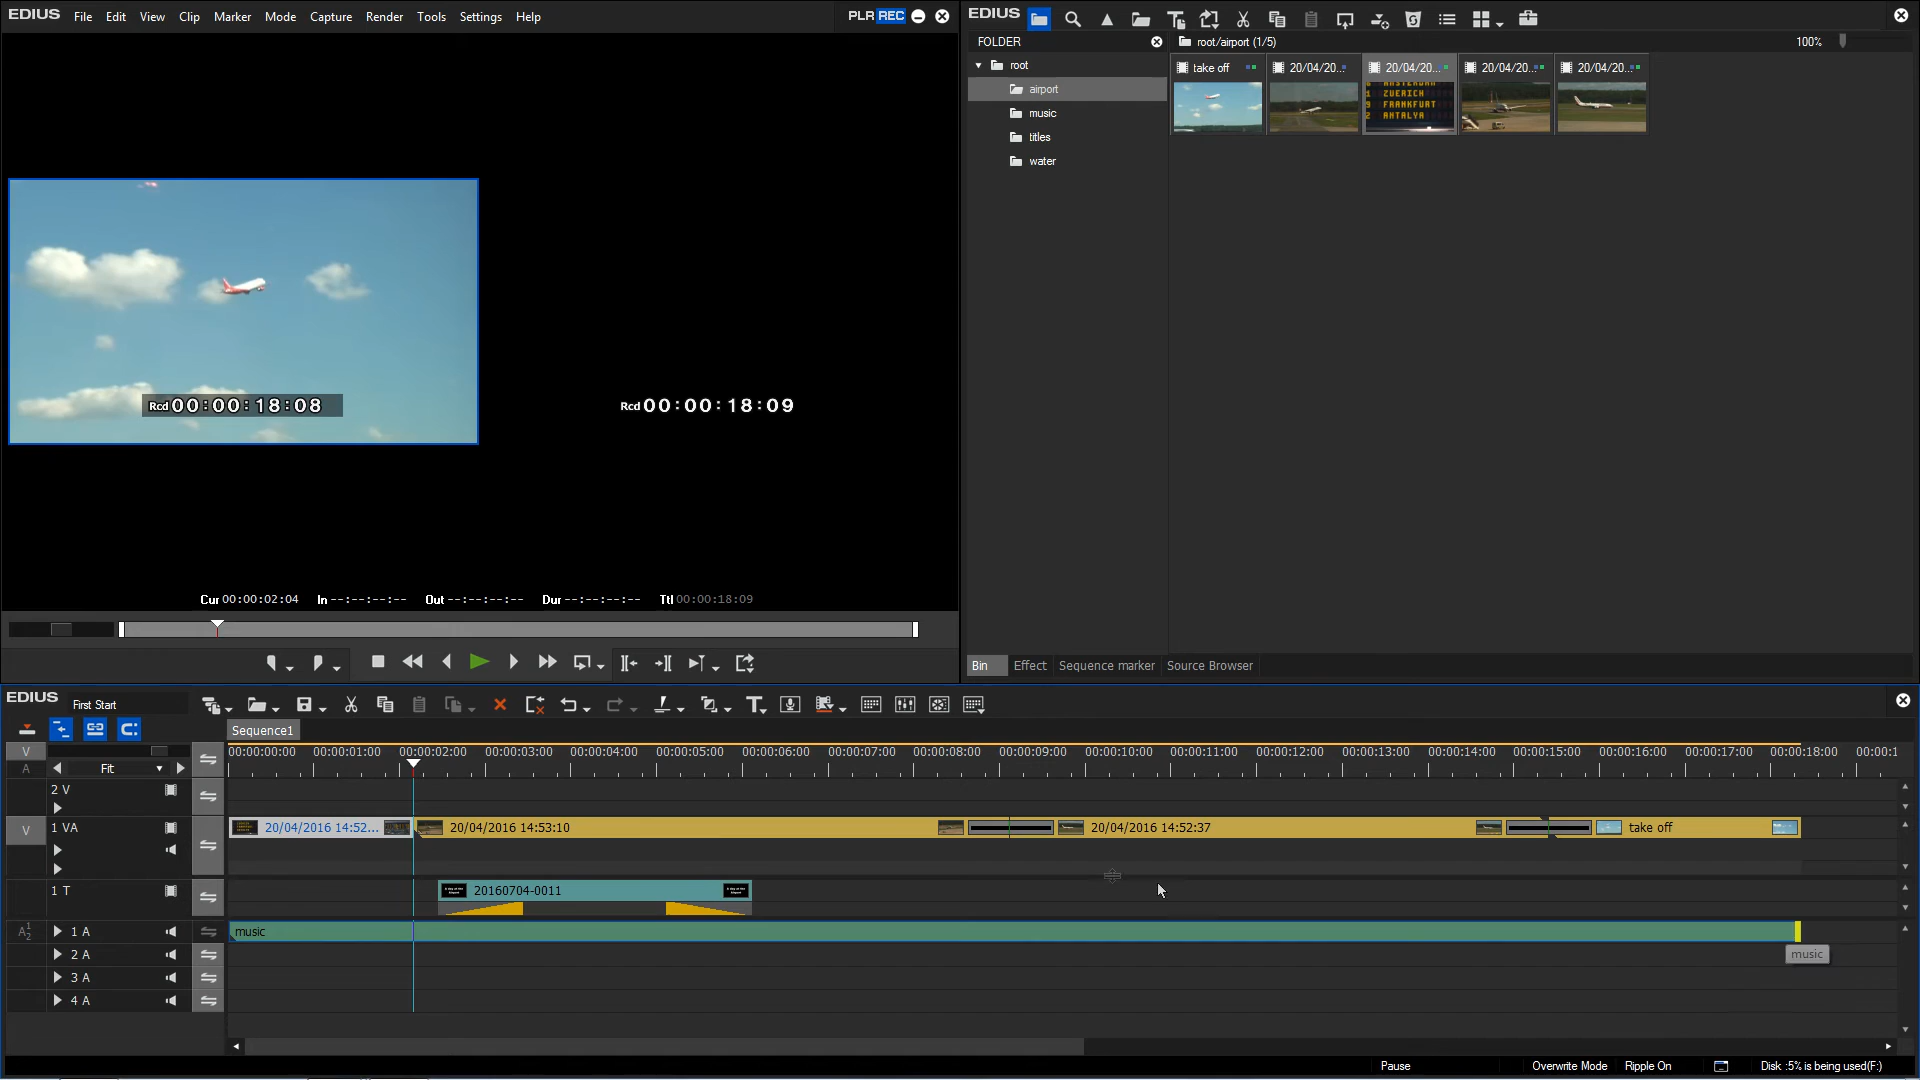 EDIUS File Edit View Clip Marker Mode Capture Render Tools Settings Help PLR REC
Rcd00:00:18:08
Rcd00:00:18:09
Cur 00:00:02:04 In --:--:--:-- Out --:--:--:-- Dur --:--:--:-- Ttl 00:00:18:09
EDIUS
FOLDER
root/airport (1/5)
100%
root
airport
music
titles
water
take off
20/04/20...
20/04/20...
20/04/20...
20/04/20...
ZUERICH
FRANKFURT
ANTALYA
Bin Effect Sequence marker Source Browser
EDIUS First Start
Sequence1
V
A
Fit
00:00:00:00 00:00:01:00 00:00:02:00 00:00:03:00 00:00:04:00 00:00:05:00 00:00:06:00 00:00:07:00 00:00:08:00 00:00:09:00 00:00:10:00 00:00:11:00 00:00:12:00 00:00:13:00 00:00:14:00 00:00:15:00 00:00:16:00 00:00:17:00 00:00:18:00 00:00:1
2 V
V 1 VA 20/04/2016 14:52... 20/04/2016 14:53:10 20/04/2016 14:52:37 take off
1 T 20160704-0011
A 1 2 1 A music
music
2 A
3 A
4 A
Pause Overwrite Mode Ripple On Disk :5% is being used(F:)